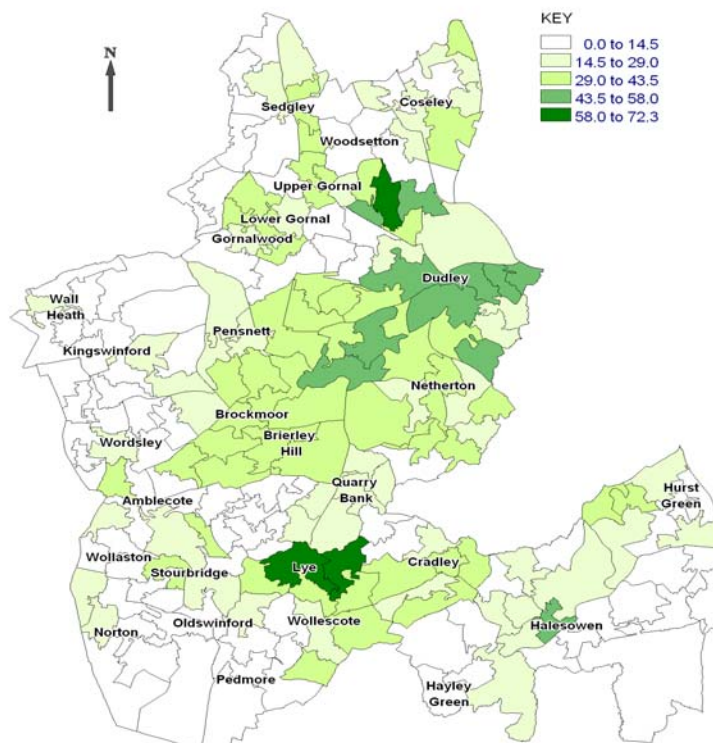 KEY
0.0 to 14.5
14.5 to 29.0
29.0 to 43.5
43.5 to 58.0
58.0 to 72.3
N
Sedgley
Coseley
Woodsetton
Upper Gornal
Lower Gornal
Gornalwood
Dudley
Wall
Heath
Pensnett
Kingswinford
Netherton
Brockmoor
Brierley
Hill
Wordsley
Quarry
Bank
Hurst
Green
Amblecote
Wollaston
Lye
Cradley
Stourbridge
Oldswinford
Wollescote
Norton
Halesowen
Pedmore
Hayley
Green